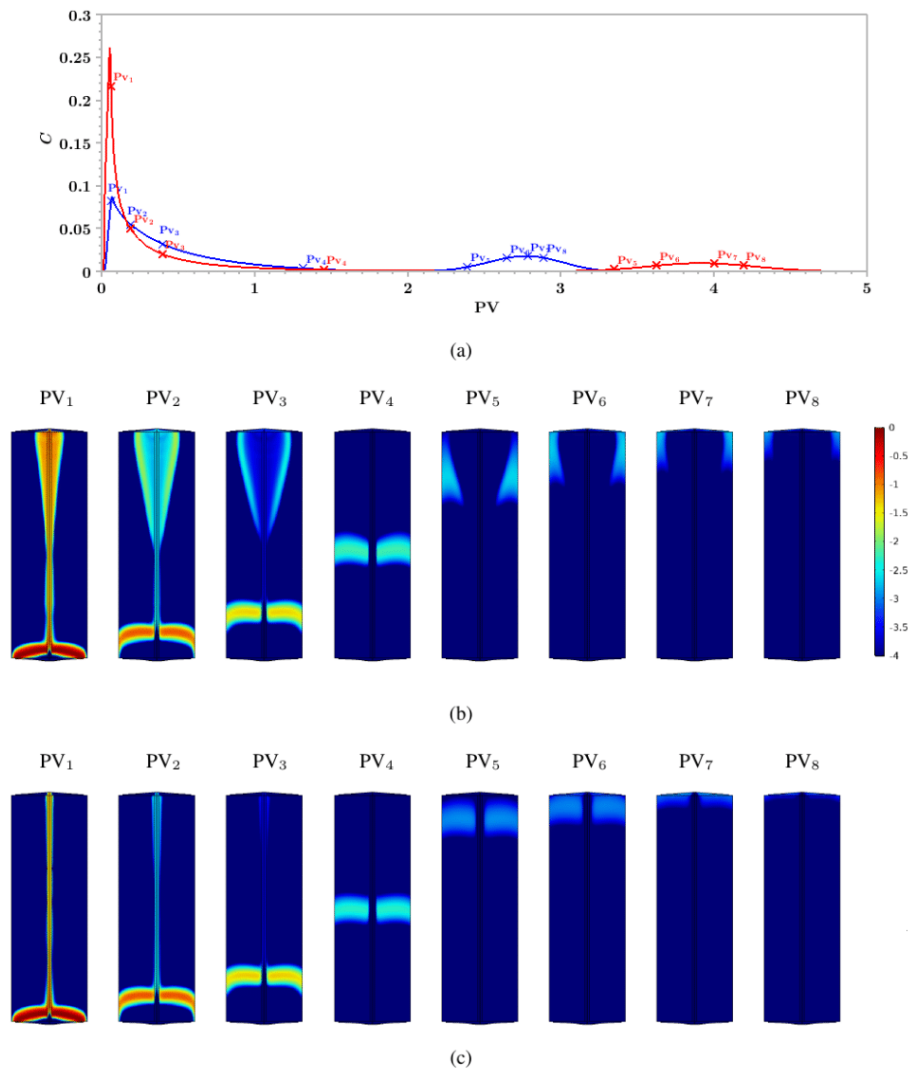 0.3
0.25
0.2
0.15
0.1
0.05
0
C
Pv₁
Pv₁
Pv₂
Pv₂
Pv₃
Pv₃
Pv₄ Pv₄
Pv₅ Pv₆ Pv₇ Pv₈
Pv₅ Pv₆ Pv₇ Pv₈
0 1 2 3 4 5
PV
(a)
PV₁ PV₂ PV₃ PV₄ PV₅ PV₆ PV₇ PV₈
0
-0.5
-1
-1.5
-2
-2.5
-3
-3.5
-4
(b)
PV₁ PV₂ PV₃ PV₄ PV₅ PV₆ PV₇ PV₈
(c)